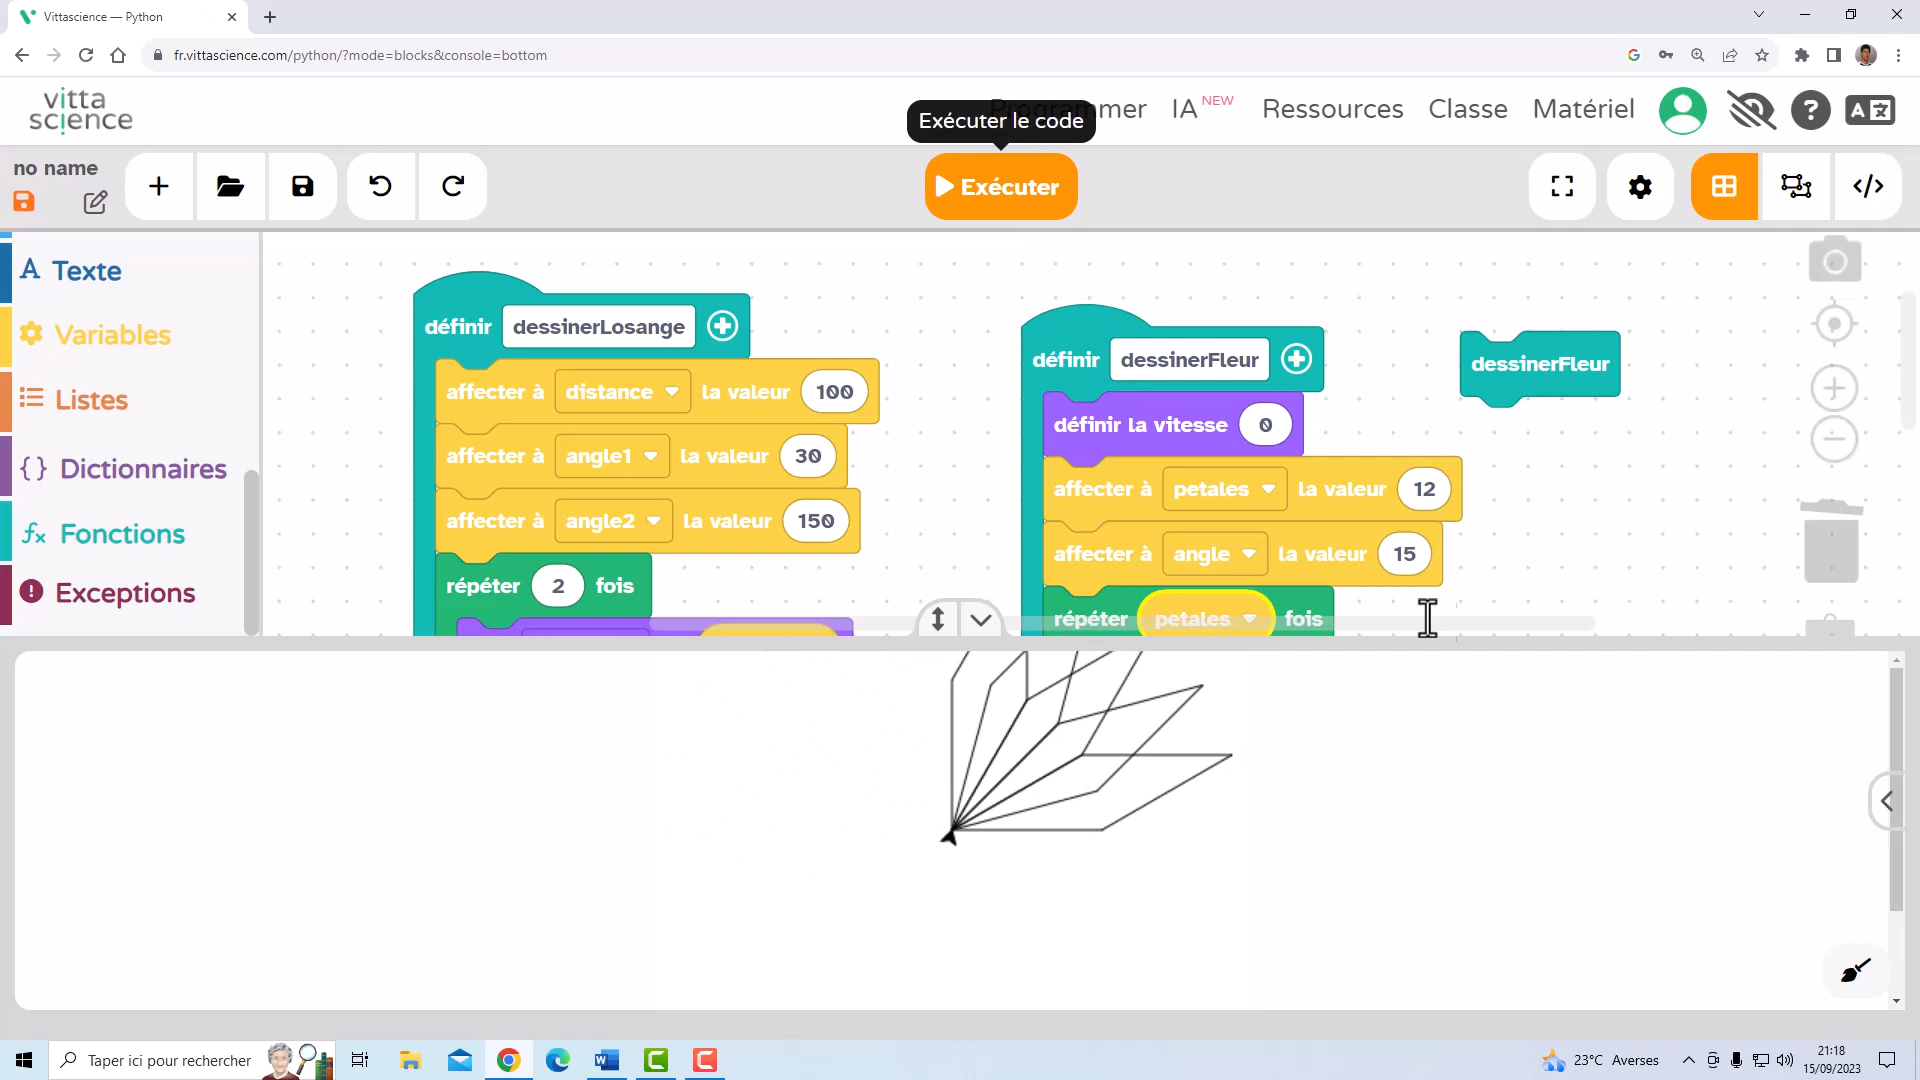 Vittascience — Python
fr.vittascience.com/python/?mode=blocks&console=bottom
vitta science
Programmer IA NEW Ressources Classe Matériel
Exécuter le code
no name
Exécuter
Texte
Variables
Listes
Dictionnaires
Fonctions
Exceptions
définir dessinerLosange
affecter à distance la valeur 100
affecter à angle1 la valeur 30
affecter à angle2 la valeur 150
répéter 2 fois
définir dessinerFleur
définir la vitesse 0
affecter à petales la valeur 12
affecter à angle la valeur 15
répéter petales fois
dessinerFleur
Taper ici pour rechercher
23°C Averses
21:18
15/09/2023